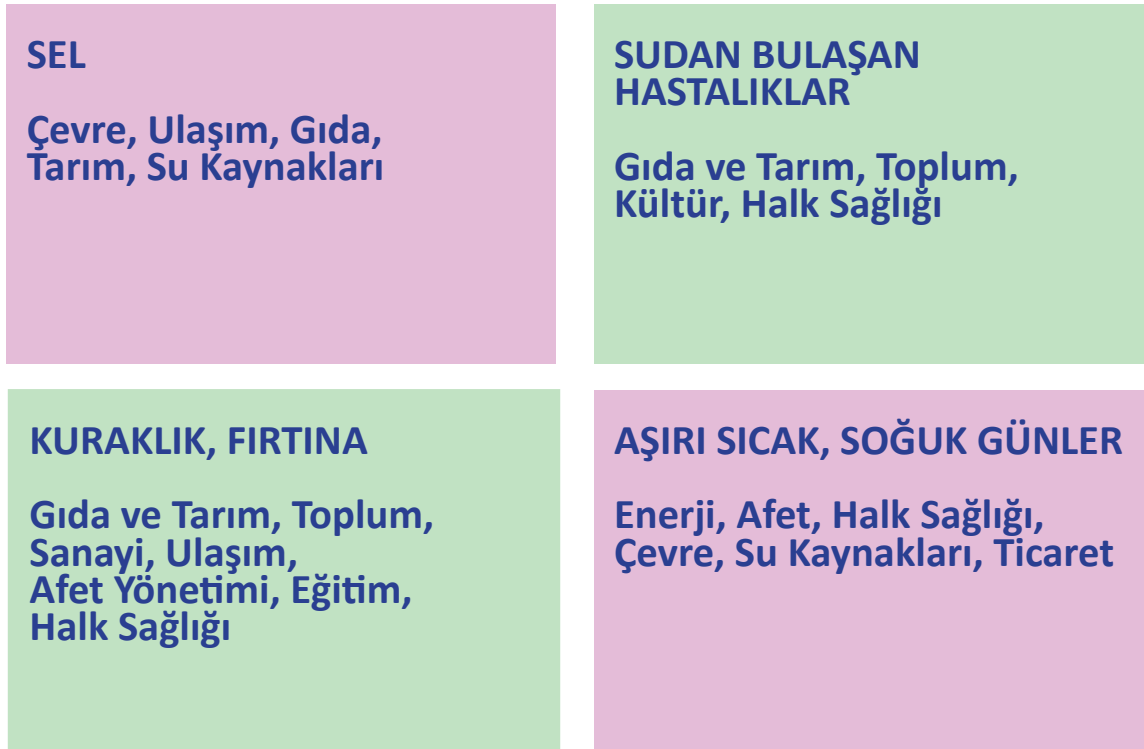 SEL
Çevre, Ulaşım, Gıda,
Tarım, Su Kaynakları
SUDAN BULAŞAN
HASTALIKLAR
Gıda ve Tarım, Toplum,
Kültür, Halk Sağlığı
KURAKLIK, FIRTINA
Gıda ve Tarım, Toplum,
Sanayi, Ulaşım,
Afet Yönetimi, Eğitim,
Halk Sağlığı
AŞIRI SICAK, SOĞUK GÜNLER
Enerji, Afet, Halk Sağlığı,
Çevre, Su Kaynakları, Ticaret